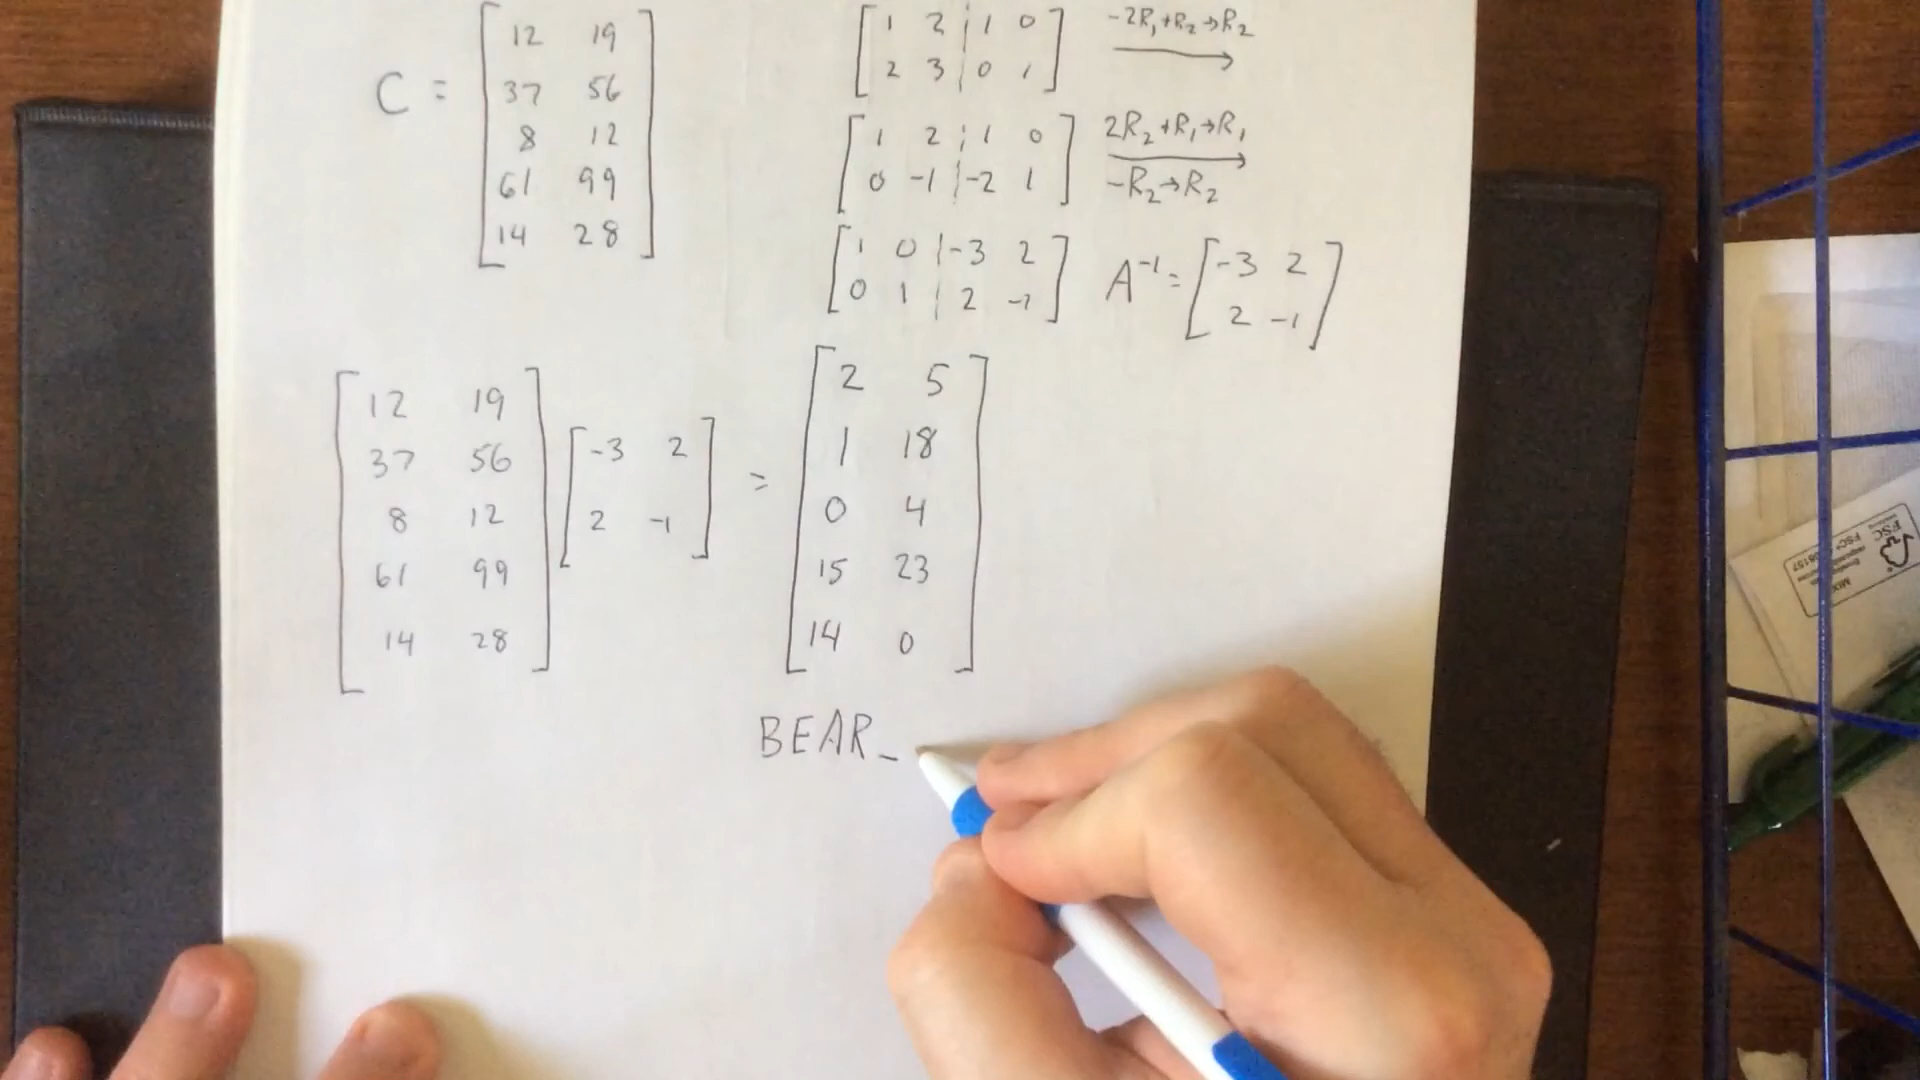 C = [12 19
37 56
8 12
61 99
14 28]
[1 2 | 1 0
2 3 | 0 1] -2R₁+R₂→R₂
[1 2 | 1 0
0 -1 | -2 1] 2R₂+R₁→R₁
-R₂→R₂
[1 0 | -3 2
0 1 | 2 -1] A⁻¹ = [-3 2
2 -1]
[12 19
37 56
8 12
61 99
14 28] [-3 2
2 -1] = [2 5
1 18
0 4
15 23
14 0]
BEAR_
FSC
MIX